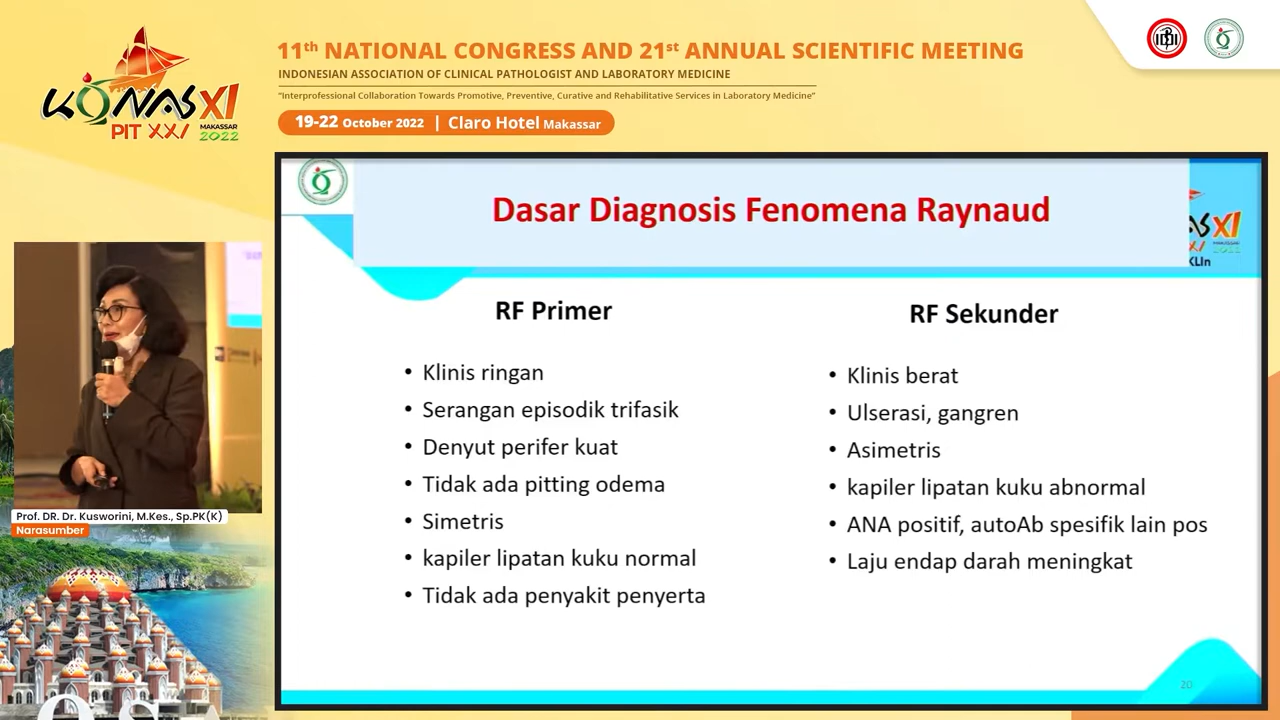 11th NATIONAL CONGRESS AND 21st ANNUAL SCIENTIFIC MEETING
INDONESIAN ASSOCIATION OF CLINICAL PATHOLOGIST AND LABORATORY MEDICINE
"Interprofessional Collaboration Towards Promotive, Preventive, Curative and Rehabilitative Services in Laboratory Medicine"
19-22 October 2022 | Claro Hotel Makassar
KONAS XI
PIT XXI
MAKASSAR
2022
Dasar Diagnosis Fenomena Raynaud
RF Primer
• Klinis ringan
• Serangan episodik trifasik
• Denyut perifer kuat
• Tidak ada pitting odema
• Simetris
• kapiler lipatan kuku normal
• Tidak ada penyakit penyerta
RF Sekunder
• Klinis berat
• Ulserasi, gangren
• Asimetris
• kapiler lipatan kuku abnormal
• ANA positif, autoAb spesifik lain pos
• Laju endap darah meningkat
20
Prof. DR. Dr. Kusworini, M.Kes., Sp.PK(K)
Narasumber